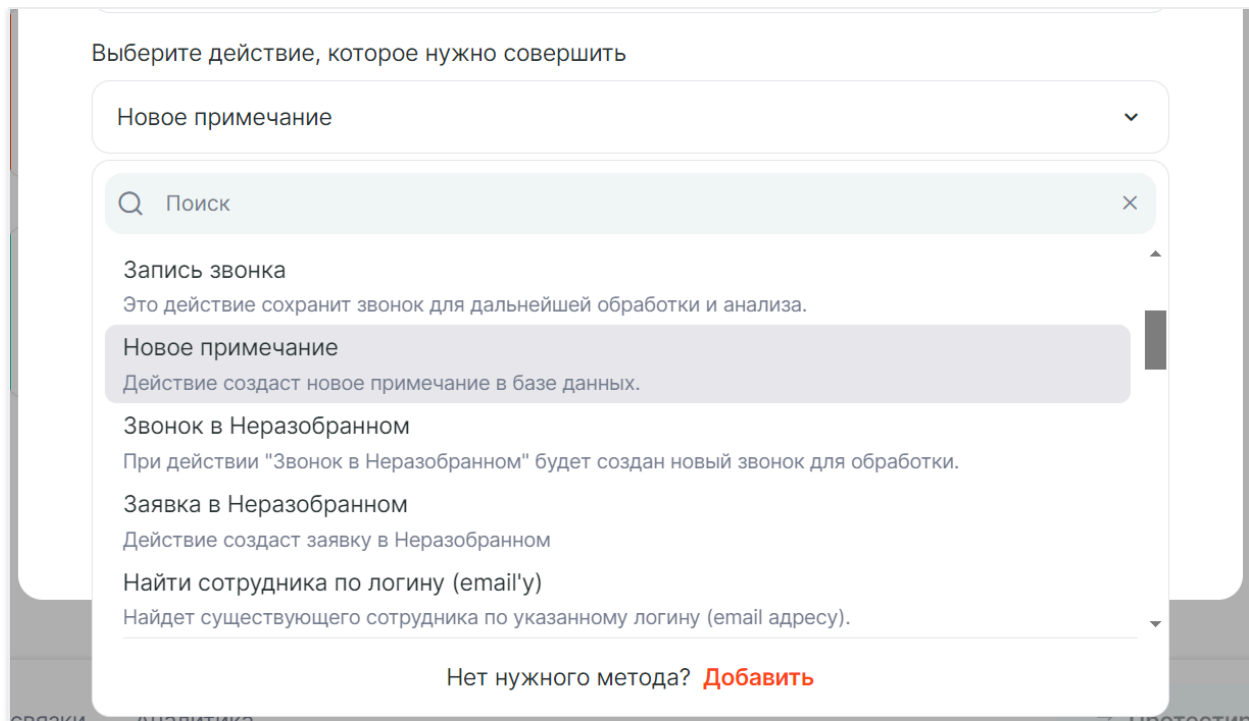 Выберите действие, которое нужно совершить
Новое примечание
Поиск
Запись звонка
Это действие сохранит звонок для дальнейшей обработки и анализа.
Новое примечание
Действие создаст новое примечание в базе данных.
Звонок в Неразобранном
При действии "Звонок в Неразобранном" будет создан новый звонок для обработки.
Заявка в Неразобранном
Действие создаст заявку в Неразобранном
Найти сотрудника по логину (email'у)
Найдет существующего сотрудника по указанному логину (email адресу).
Нет нужного метода? Добавить